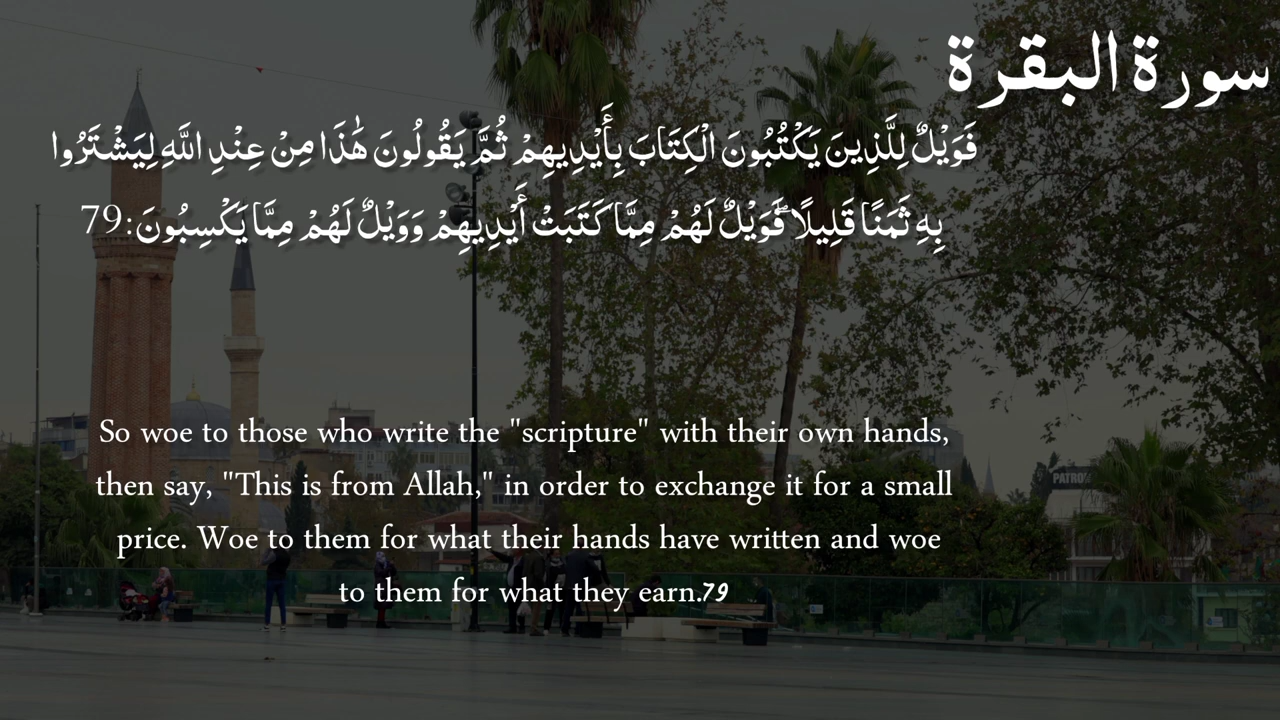 سورة البقرة
فَوَيْلٌ لِلَّذِينَ يَكْتُبُونَ الْكِتَابَ بِأَيْدِيهِمْ ثُمَّ يَقُولُونَ هَٰذَا مِنْ عِنْدِ اللَّهِ لِيَشْتَرُوا
بِهِ ثَمَنًا قَلِيلًا ۖ فَوَيْلٌ لَهُمْ مِمَّا كَتَبَتْ أَيْدِيهِمْ وَوَيْلٌ لَهُمْ مِمَّا يَكْسِبُونَ:79
So woe to those who write the "scripture" with their own hands,
then say, "This is from Allah," in order to exchange it for a small
price. Woe to them for what their hands have written and woe
to them for what they earn.79
PATRON